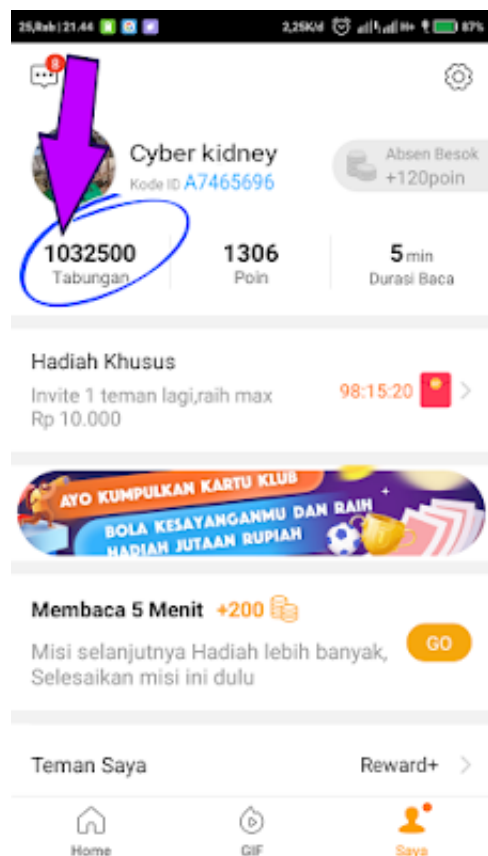 25,Rab|21.44
2,25K/d
H+
87%
8
Cyber kidney
Kode ID A7465696
Absen Besok
+120poin
1032500
Tabungan
1306
Poin
5 min
Durasi Baca
Hadiah Khusus
Invite 1 teman lagi,raih max
Rp 10.000
98:15:20
AYO KUMPULKAN KARTU KLUB
BOLA KESAYANGANMU DAN RAIH
HADIAH JUTAAN RUPIAH
Membaca 5 Menit +200
Misi selanjutnya Hadiah lebih banyak,
Selesaikan misi ini dulu
GO
Teman Saya
Reward+
Home
GIF
Saya